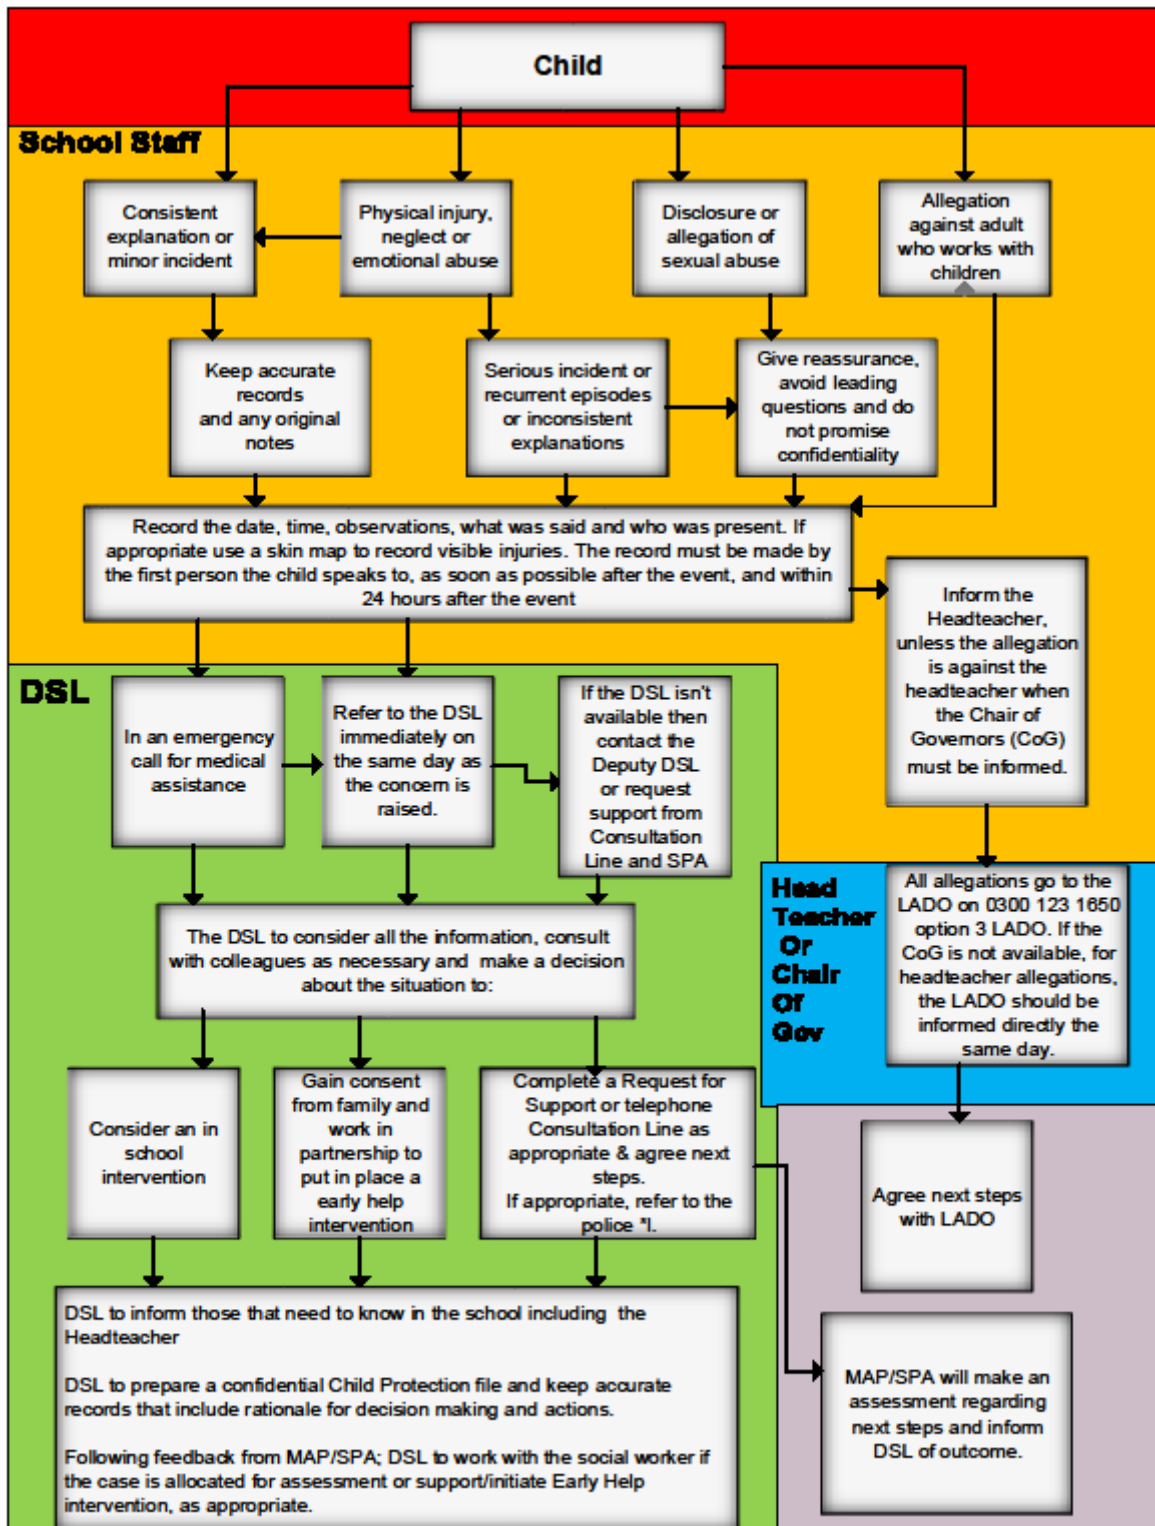 Child
School Staff
Consistent
explanation or
minor incident
Physical injury,
neglect or
emotional abuse
Disclosure or
allegation of
sexual abuse
Allegation
against adult
who works with
children
Keep accurate
records
and any original
notes
Serious incident or
recurrent episodes
or inconsistent
explanations
Give reassurance,
avoid leading
questions and do
not promise
confidentiality
Record the date, time, observations, what was said and who was present. If
appropriate use a skin map to record visible injuries. The record must be made by
the first person the child speaks to, as soon as possible after the event, and within
24 hours after the event
Inform the
Headteacher,
unless the allegation
is against the
headteacher when
the Chair of
Governors (CoG)
must be informed.
DSL
In an emergency
call for medical
assistance
Refer to the DSL
immediately on
the same day as
the concern is
raised.
If the DSL isn't
available then
contact the
Deputy DSL
or request
support from
Consultation
Line and SPA
Head
Teacher
Or
Chair
Of
Gov
All allegations go to the
LADO on 0300 123 1650
option 3 LADO. If the
CoG is not available, for
headteacher allegations,
the LADO should be
informed directly the
same day.
The DSL to consider all the information, consult
with colleagues as necessary and make a decision
about the situation to:
Consider an in
school
intervention
Gain consent
from family and
work in
partnership to
put in place a
early help
intervention
Complete a Request for
Support or telephone
Consultation Line as
appropriate & agree next
steps.
If appropriate, refer to the
police *I.
Agree next steps
with LADO
DSL to inform those that need to know in the school including the
Headteacher
DSL to prepare a confidential Child Protection file and keep accurate
records that include rationale for decision making and actions.
Following feedback from MAP/SPA; DSL to work with the social worker if
the case is allocated for assessment or support/initiate Early Help
intervention, as appropriate.
MAP/SPA will make an
assessment regarding
next steps and inform
DSL of outcome.